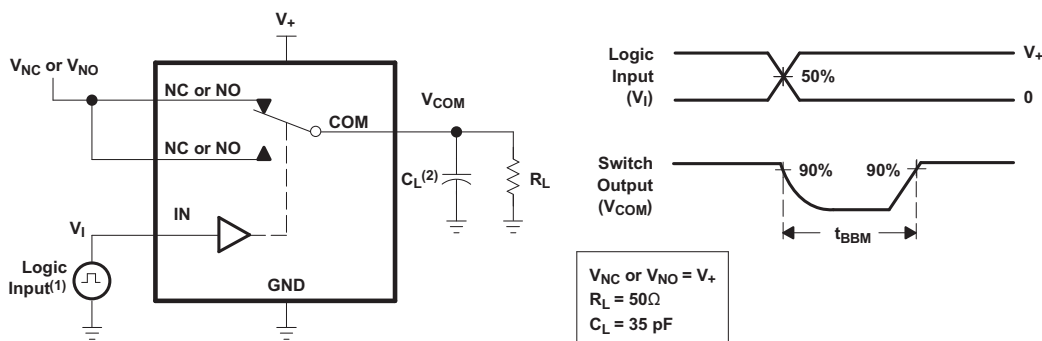 V+
VNC or VNO
NC or NO
VCOM
COM
NC or NO
CL(2)
RL
IN
VI
Logic
Input(1)
GND
Logic
Input
(VI)
V+
50%
0
Switch
Output
(VCOM)
90%
90%
tBBM
VNC or VNO = V+
RL = 50Ω
CL = 35 pF